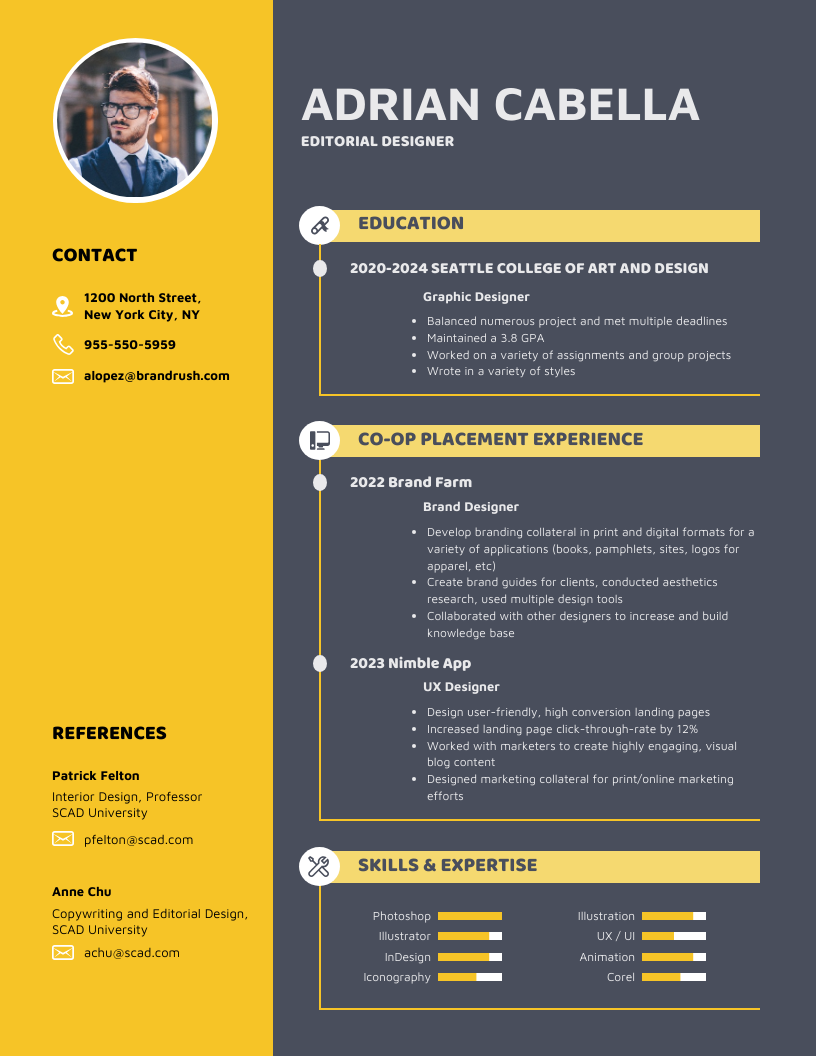 ADRIAN CABELLA
EDITORIAL DESIGNER
CONTACT
1200 North Street,
New York City, NY
955-550-5959
alopez@brandrush.com
REFERENCES
Patrick Felton
Interior Design, Professor
SCAD University
pfelton@scad.com
Anne Chu
Copywriting and Editorial Design,
SCAD University
achu@scad.com
EDUCATION
2020-2024 SEATTLE COLLEGE OF ART AND DESIGN
Graphic Designer
• Balanced numerous project and met multiple deadlines
• Maintained a 3.8 GPA
• Worked on a variety of assignments and group projects
• Wrote in a variety of styles
CO-OP PLACEMENT EXPERIENCE
2022 Brand Farm
Brand Designer
• Develop branding collateral in print and digital formats for a
variety of applications (books, pamphlets, sites, logos for
apparel, etc)
• Create brand guides for clients, conducted aesthetics
research, used multiple design tools
• Collaborated with other designers to increase and build
knowledge base
2023 Nimble App
UX Designer
• Design user-friendly, high conversion landing pages
• Increased landing page click-through-rate by 12%
• Worked with marketers to create highly engaging, visual
blog content
• Designed marketing collateral for print/online marketing
efforts
SKILLS & EXPERTISE
Photoshop
Illustrator
InDesign
Iconography
Illustration
UX / UI
Animation
Corel